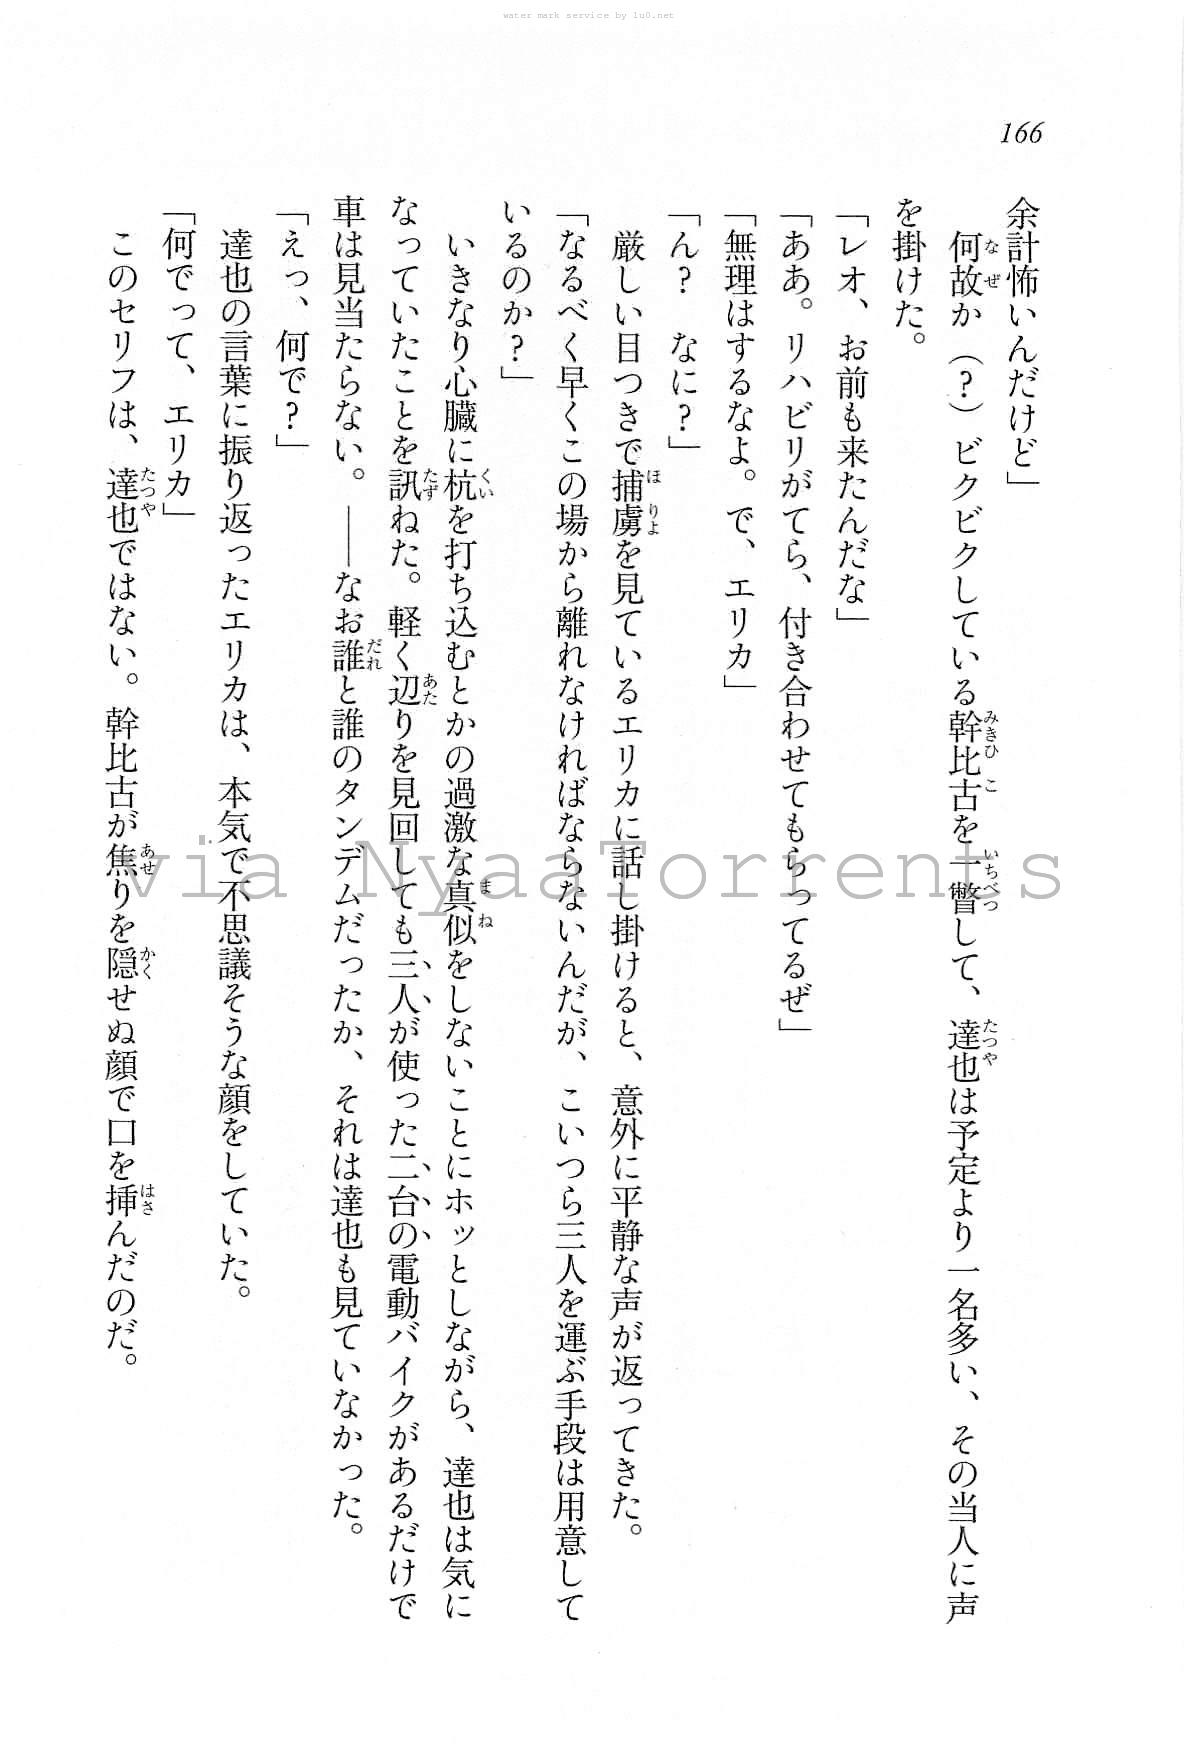 water mark service by lu0.net
166
余計怖いんだけど」
何故か（？）ビクビクしている幹比古を一瞥して、達也は予定より一名多い、その当人に声
を掛けた。
「レオ、お前も来たんだな」
「ああ。リハビリがてら、付き合わせてもらってるぜ」
「無理はするなよ。で、エリカ」
「ん？　なに？」
厳しい目つきで捕虜を見ているエリカに話し掛けると、意外に平静な声が返ってきた。
「なるべく早くこの場から離れなければならないんだが、こいつら三人を運ぶ手段は用意して
いるのか？」
いきなり心臓に杭を打ち込むとかの過激な真似をしないことにホッとしながら、達也は気に
なっていたことを訊ねた。軽く辺りを見回しても三人が使った二台の電動バイクがあるだけで
車は見当たらない。――なお誰と誰のタンデムだったか、それは達也も見ていなかった。
「えっ、何で？」
達也の言葉に振り返ったエリカは、本気で不思議そうな顔をしていた。
「何でって、エリカ」
このセリフは、達也ではない。幹比古が焦りを隠せぬ顔で口を挿んだのだ。
via NyaaTorrents